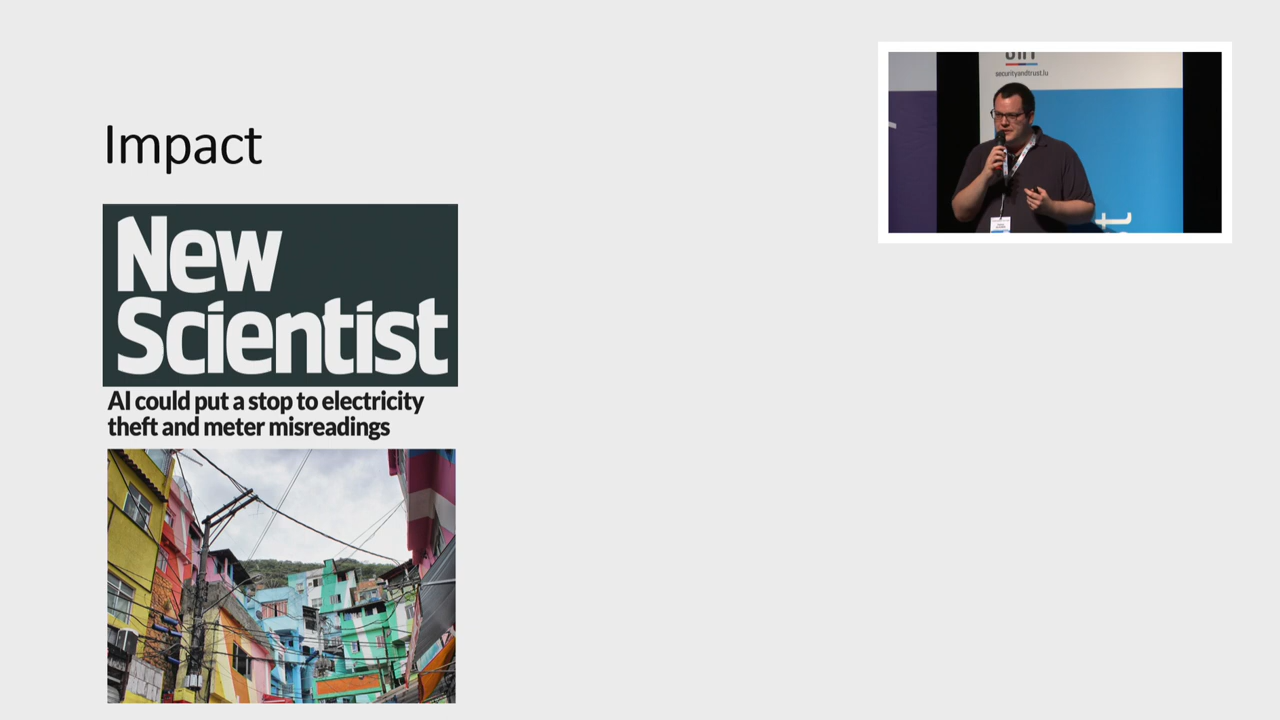 Impact
New
Scientist
AI could put a stop to electricity
theft and meter misreadings
securityandtrust.lu